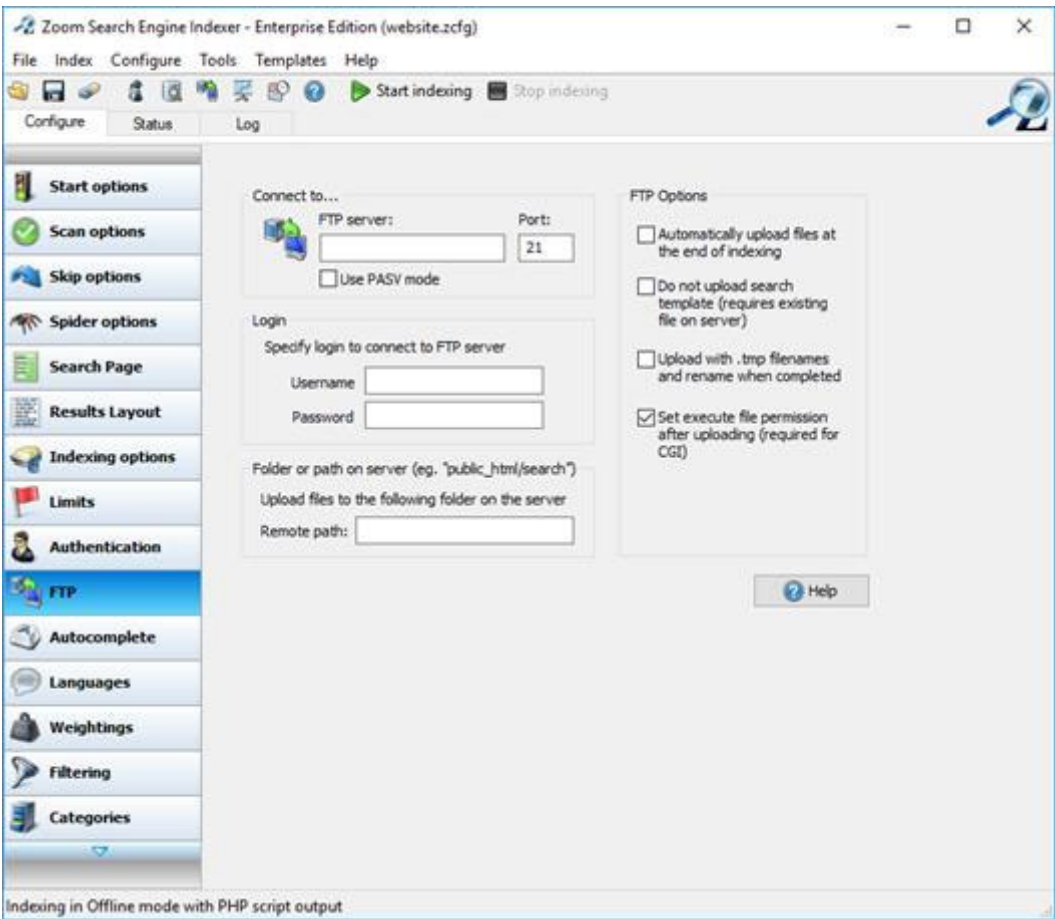 Zoom Search Engine Indexer - Enterprise Edition (website.zcfg)
File Index Configure Tools Templates Help
Start indexing Stop indexing
Configure Status Log
Start options
Scan options
Skip options
Spider options
Search Page
Results Layout
Indexing options
Limits
Authentication
FTP
Autocomplete
Languages
Weightings
Filtering
Categories
Connect to...
FTP server: Port:
21
Use PASV mode
Login
Specify login to connect to FTP server
Username
Password
Folder or path on server (eg. "public_html/search")
Upload files to the following folder on the server
Remote path:
FTP Options
Automatically upload files at
the end of indexing
Do not upload search
template (requires existing
file on server)
Upload with .tmp filenames
and rename when completed
Set execute file permission
after uploading (required for
CGI)
Help
Indexing in Offline mode with PHP script output